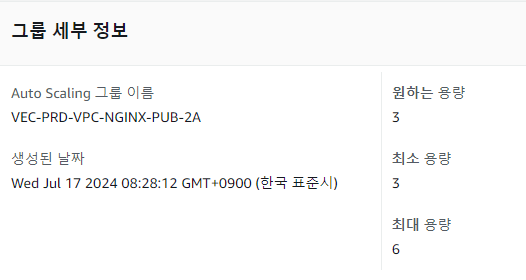 그룹 세부 정보
Auto Scaling 그룹 이름
VEC-PRD-VPC-NGINX-PUB-2A
생성된 날짜
Wed Jul 17 2024 08:28:12 GMT+0900 (한국 표준시)
원하는 용량
3
최소 용량
3
최대 용량
6